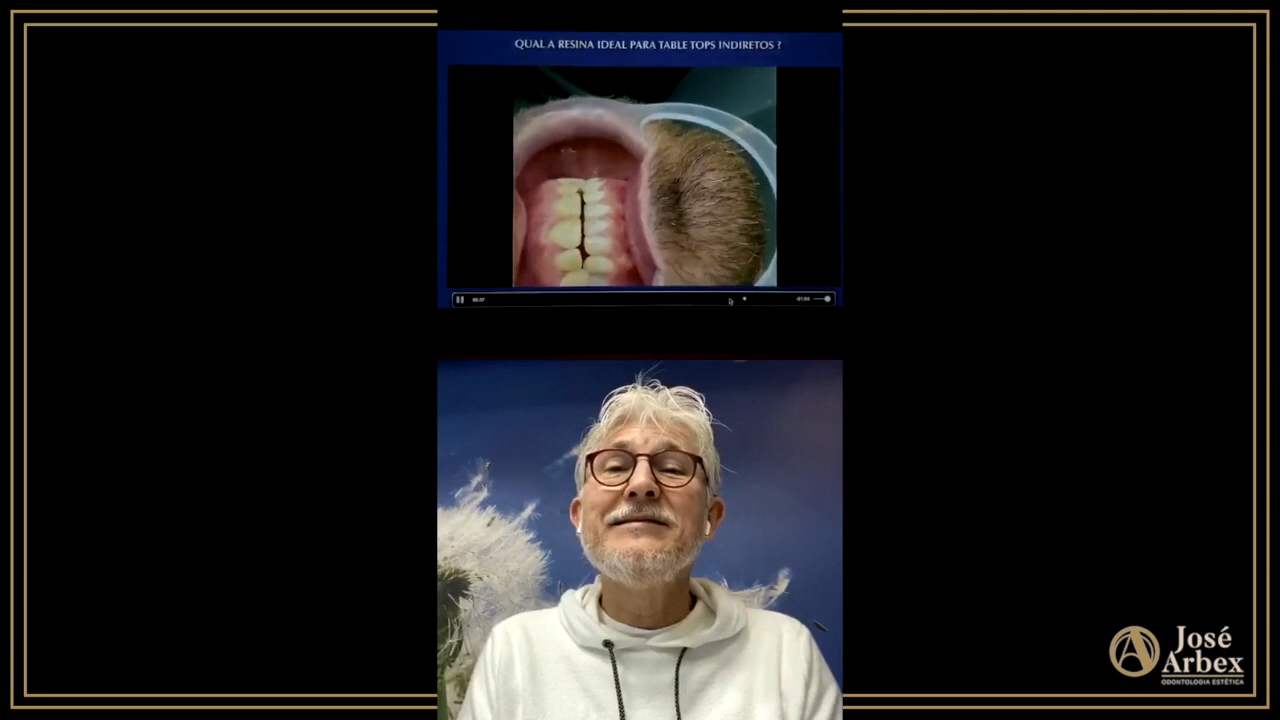 QUAL A RESINA IDEAL PARA TABLE TOPS INDIRETOS ?
José
Arbex
ODONTOLOGIA ESTÉTICA